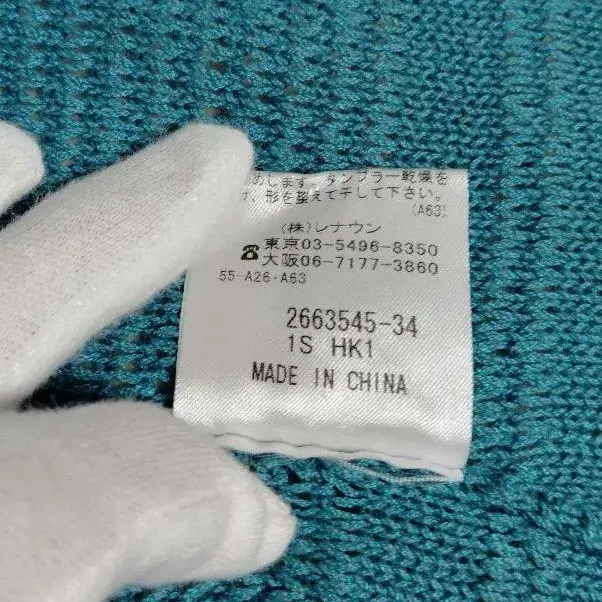 めします。タンブラー乾燥を
け、形を整えて干して下さい。
(A63)
(株)レナウン
☎東京03-5496-8350
大阪06-7177-3860
55-A26・A63
2663545-34
1S HK1
MADE IN CHINA